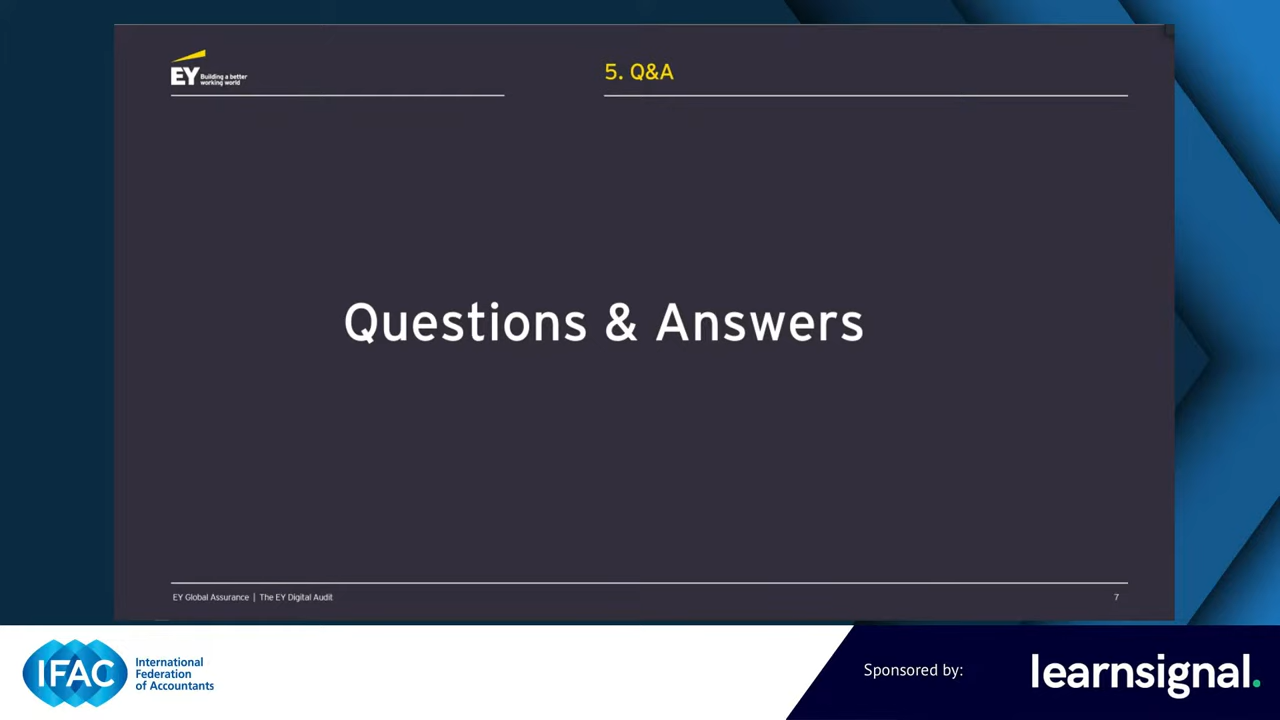 EY
Building a better
working world
5. Q&A
Questions & Answers
EY Global Assurance | The EY Digital Audit
7
IFAC
International
Federation
of Accountants
Sponsored by:
learnsignal.